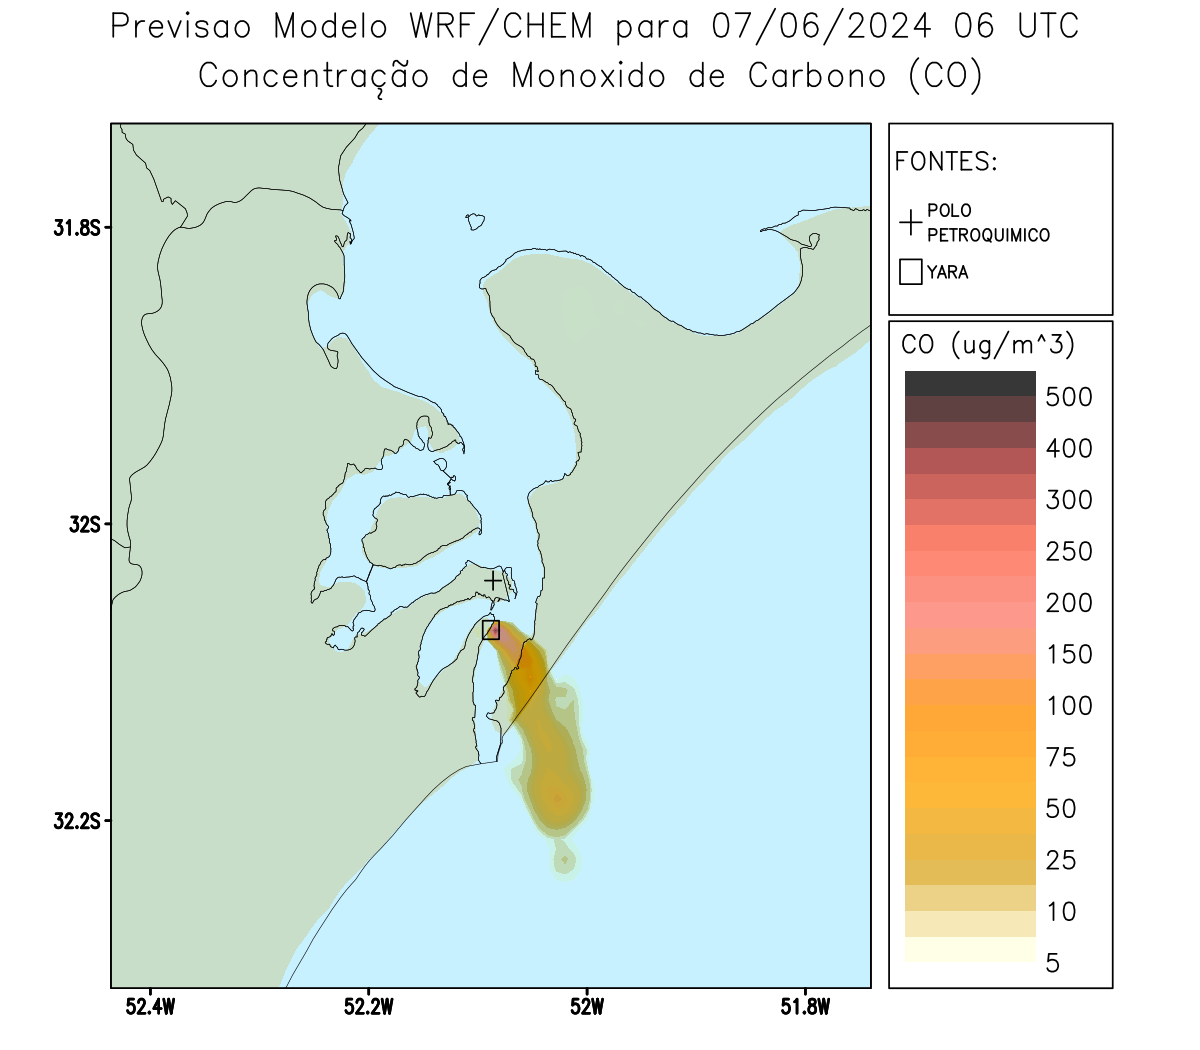 Previsao Modelo WRF/CHEM para 07/06/2024 06 UTC
Concentração de Monoxido de Carbono (CO)
FONTES:
POLO
PETROQUIMICO
YARA
CO (ug/m^3)
500
400
300
250
200
150
100
75
50
25
10
5
31.8S
32S
32.2S
52.4W
52.2W
52W
51.8W